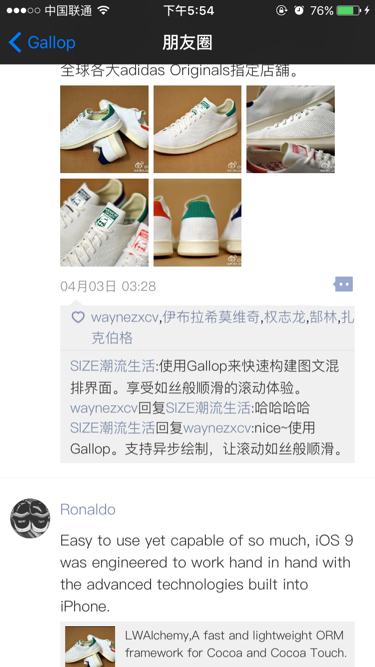 中国联通
下午5:54
76%
Gallop
朋友圈
全球各大adidas Originals指定店舖。
04月03日 03:28
waynezxcv,伊布拉希莫维奇,权志龙,郜林,扎
克伯格
SIZE潮流生活:使用Gallop来快速构建图文混
排界面。享受如丝般顺滑的滚动体验。
waynezxcv回复SIZE潮流生活:哈哈哈哈
SIZE潮流生活回复waynezxcv:nice~使用
Gallop。支持异步绘制，让滚动如丝般顺滑。
Ronaldo
Easy to use yet capable of so much, iOS 9
was engineered to work hand in hand with
the advanced technologies built into
iPhone.
LWAlchemy,A fast and lightweight ORM
framework for Cocoa and Cocoa Touch.